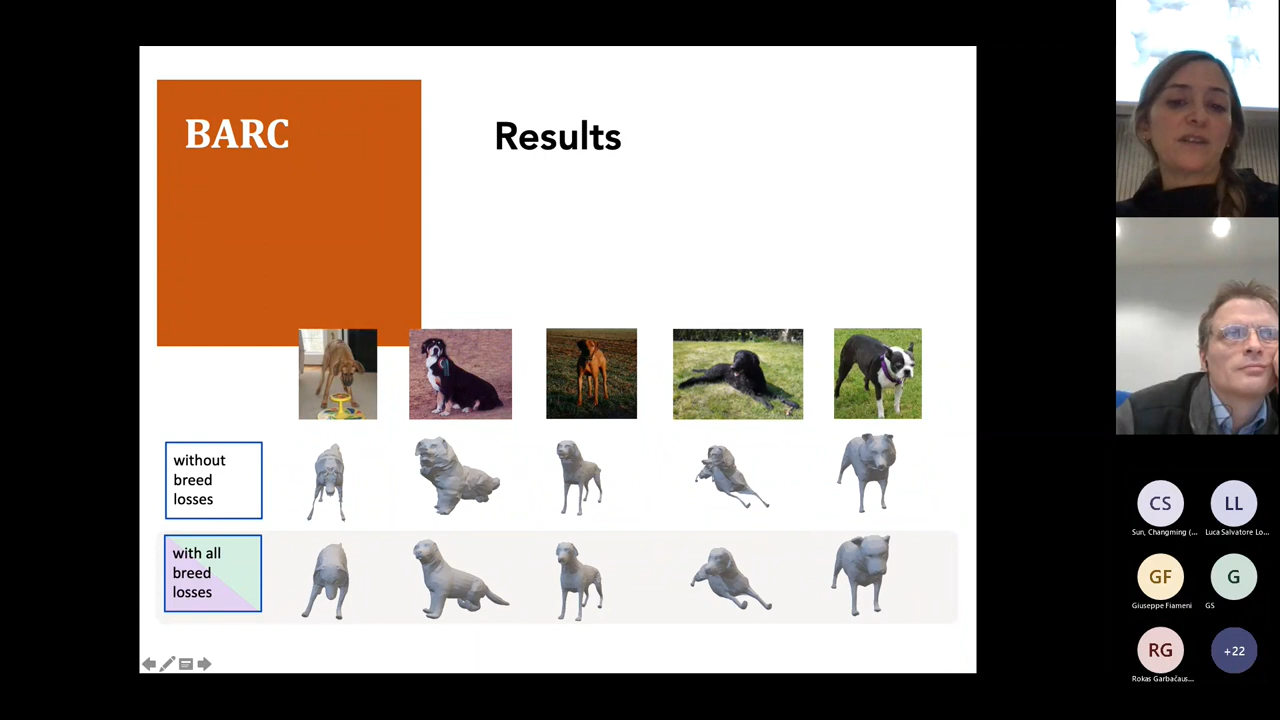 BARC
Results
without
breed
losses
with all
breed
losses
CS
LL
Sun, Changming (...
Luca Salvatore Lo...
GF
G
Giuseppe Fiameni
GS
RG
+22
Rokas Garbačaus...